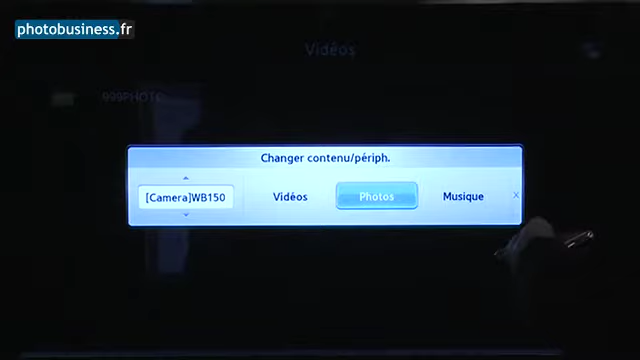 photobusiness.fr
Vidéos
999PHOTO
Changer contenu/périph.
[Camera]WB150
Vidéos
Photos
Musique